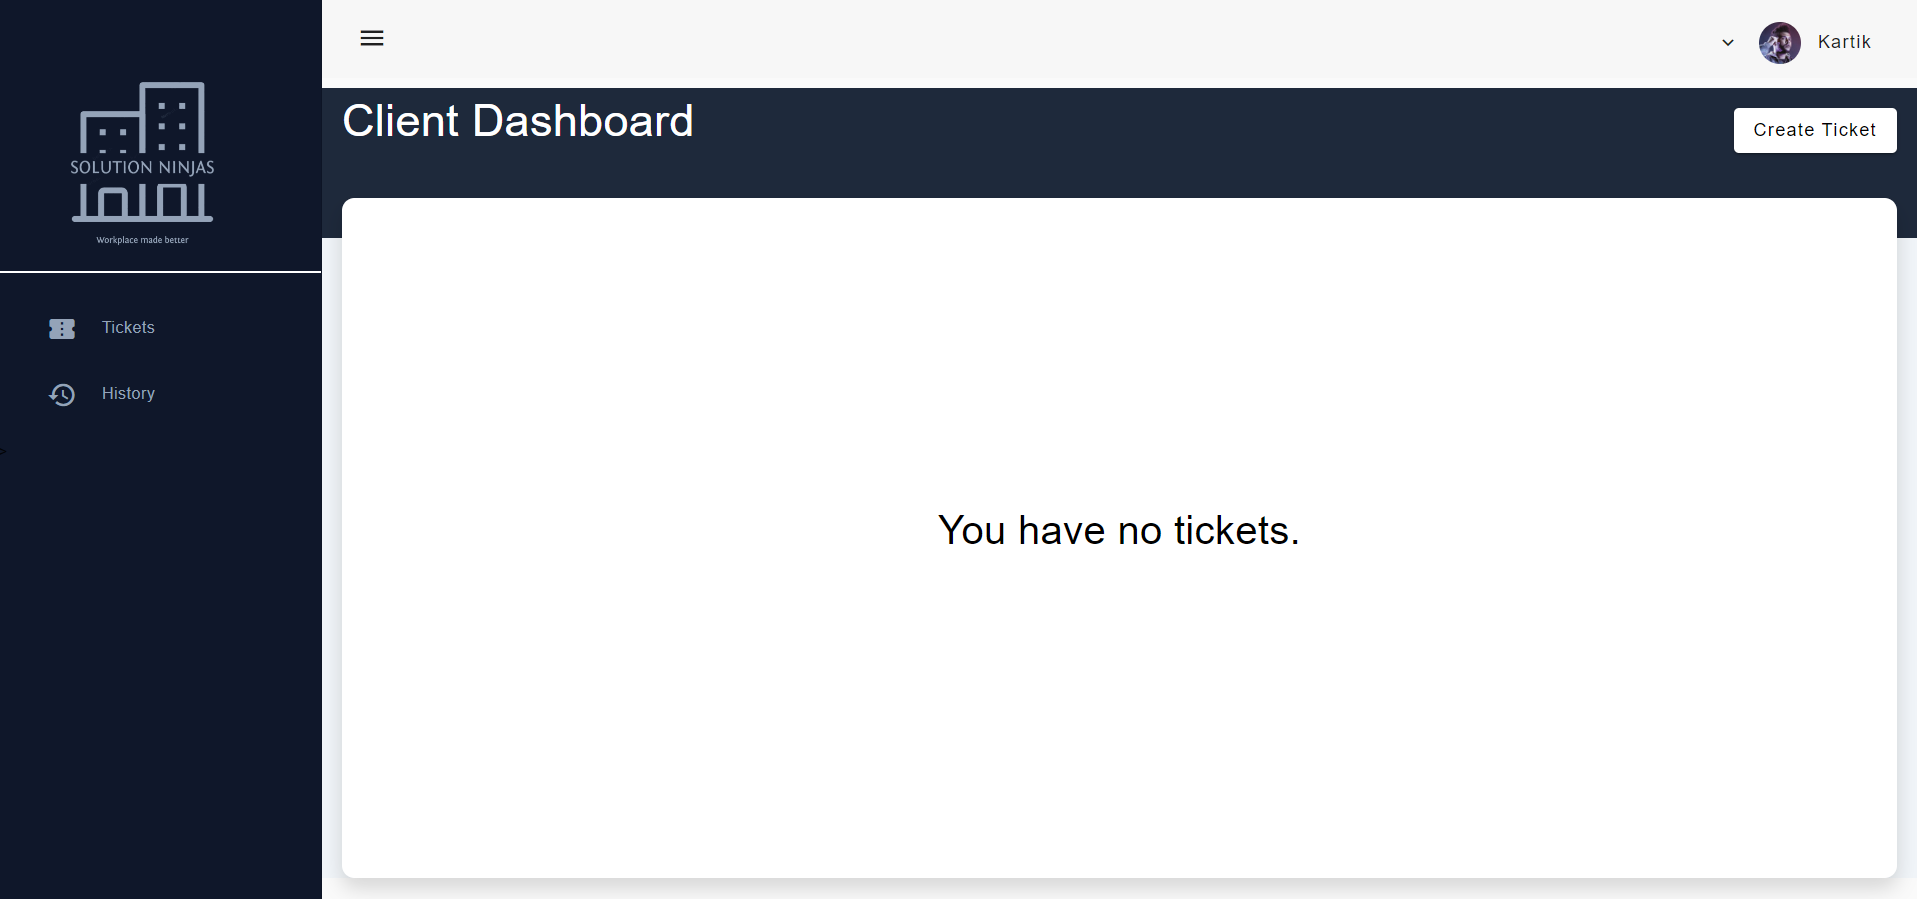 SOLUTION NINJAS
Workplace made better
Tickets
History
>
Kartik
Client Dashboard
Create Ticket
You have no tickets.